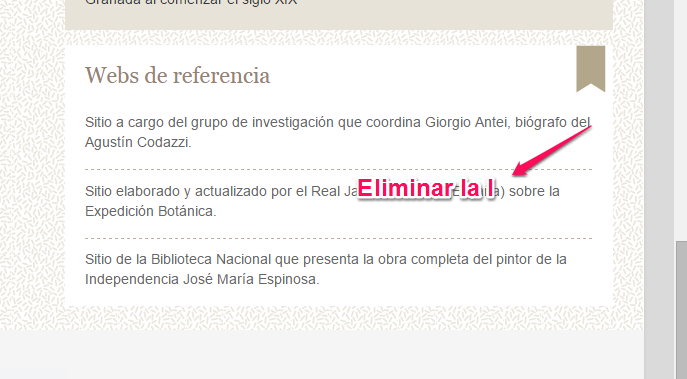 Granada al comenzar el siglo XIX
Webs de referencia
Sitio a cargo del grupo de investigación que coordina Giorgio Antei, biógrafo del
Agustín Codazzi.
Sitio elaborado y actualizado por el Real sobre la
Eliminar la l
Expedición Botánica.
Sitio de la Biblioteca Nacional que presenta la obra completa del pintor de la
Independencia José María Espinosa.